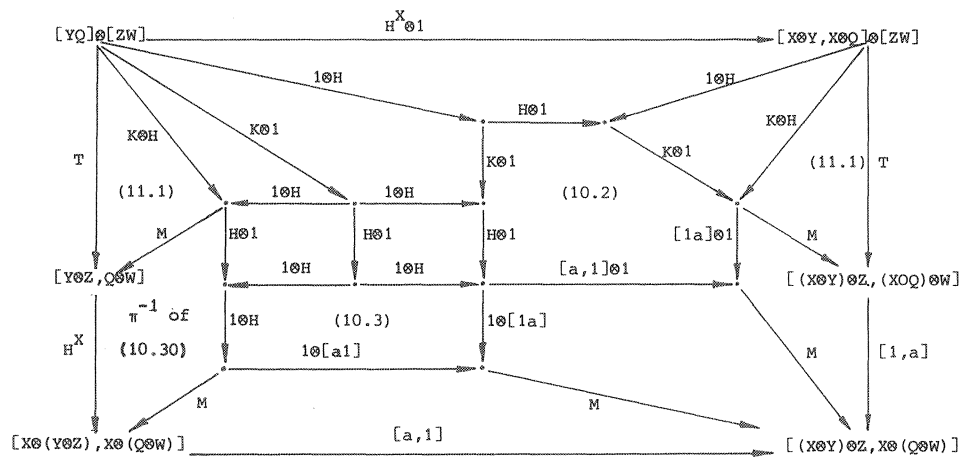 H^X⊗1
[YQ]⊗[ZW] [X⊗Y,X⊗Q]⊗[ZW]
1⊗H 1⊗H
H⊗1
K⊗H K⊗1 K⊗H
T K⊗1 K⊗1 (11.1) T
(11.1) 1⊗H 1⊗H (10.2)
M H⊗1 H⊗1 H⊗1 [1a]⊗1 M
1⊗H 1⊗H [a,1]⊗1
[Y⊗Z,Q⊗W] [(X⊗Y)⊗Z,(XOQ)⊗W]
π^-1 of 1⊗H (10.3) 1⊗[1a]
H^X (10.30) 1⊗[a1] M [1,a]
M M
[X⊗(Y⊗Z),X⊗(Q⊗W)] [a,1] [(X⊗Y)⊗Z,X⊗(Q⊗W)]